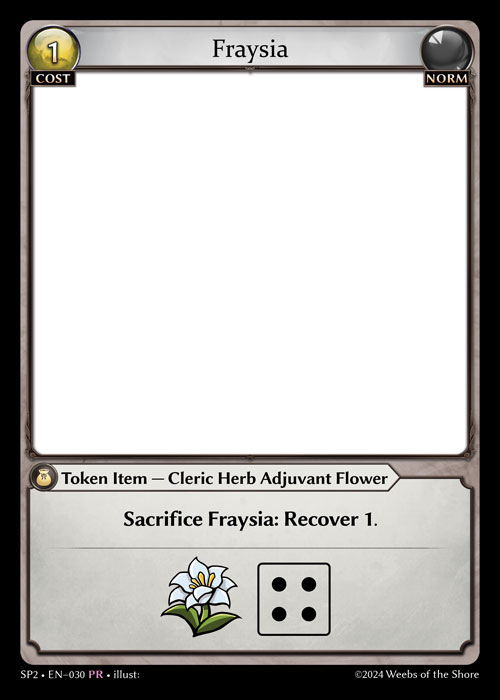 1
Fraysia
COST
NORM
Token Item — Cleric Herb Adjuvant Flower
Sacrifice Fraysia: Recover 1.
SP2 • EN–030 PR • illust:
©2024 Weebs of the Shore